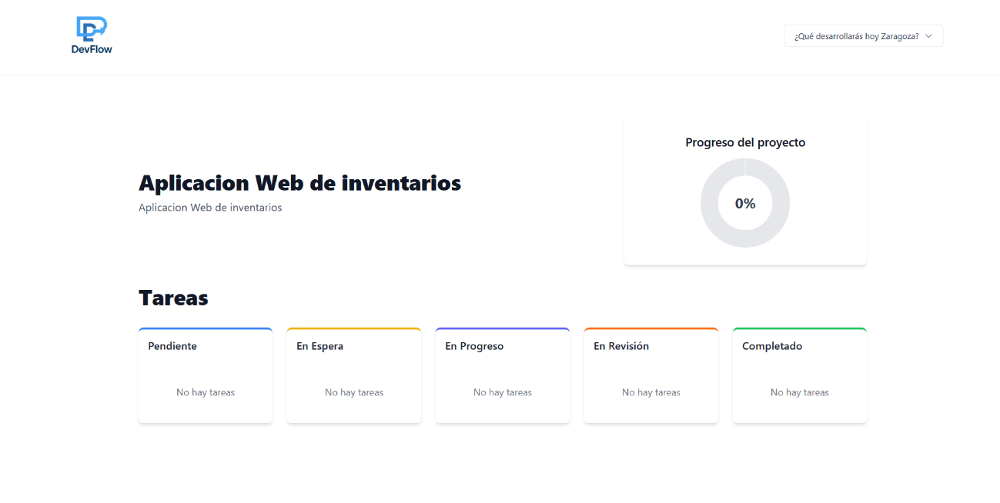 DevFlow
¿Qué desarrollarás hoy Zaragoza?
Progreso del proyecto
0%
Aplicacion Web de inventarios
Aplicacion Web de inventarios
Tareas
Pendiente
No hay tareas
En Espera
No hay tareas
En Progreso
No hay tareas
En Revisión
No hay tareas
Completado
No hay tareas